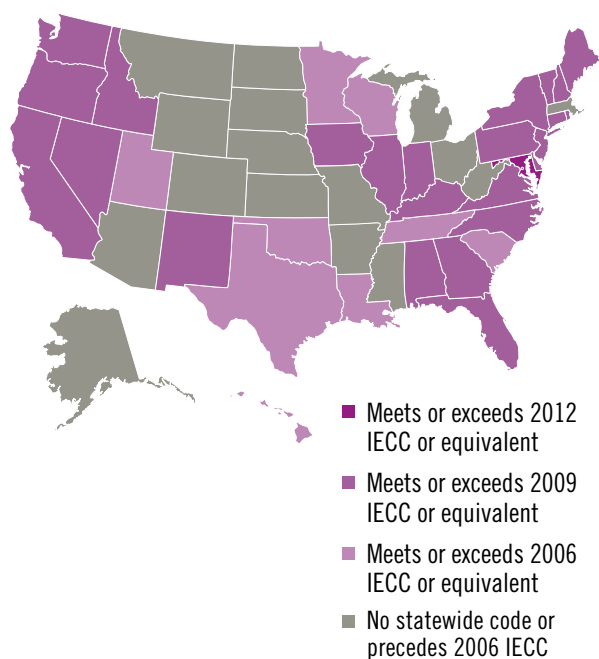 Meets or exceeds 2012
IECC or equivalent
Meets or exceeds 2009
IECC or equivalent
Meets or exceeds 2006
IECC or equivalent
No statewide code or
precedes 2006 IECC